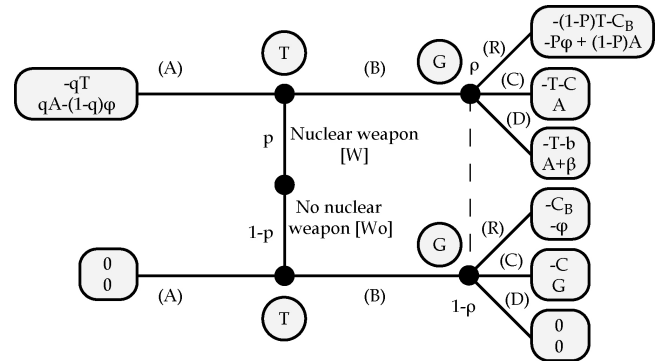 T
G
ρ
(R)
-(1-P)T-C_B
-Pφ + (1-P)A
-qT
qA-(1-q)φ
(A)
(B)
(C)
-T-C
A
(D)
-T-b
A+β
p
Nuclear weapon
[W]
No nuclear
weapon [Wo]
1-p
G
(R)
-C_B
-φ
0
0
(A)
(B)
(C)
-C
G
T
1-ρ
(D)
0
0